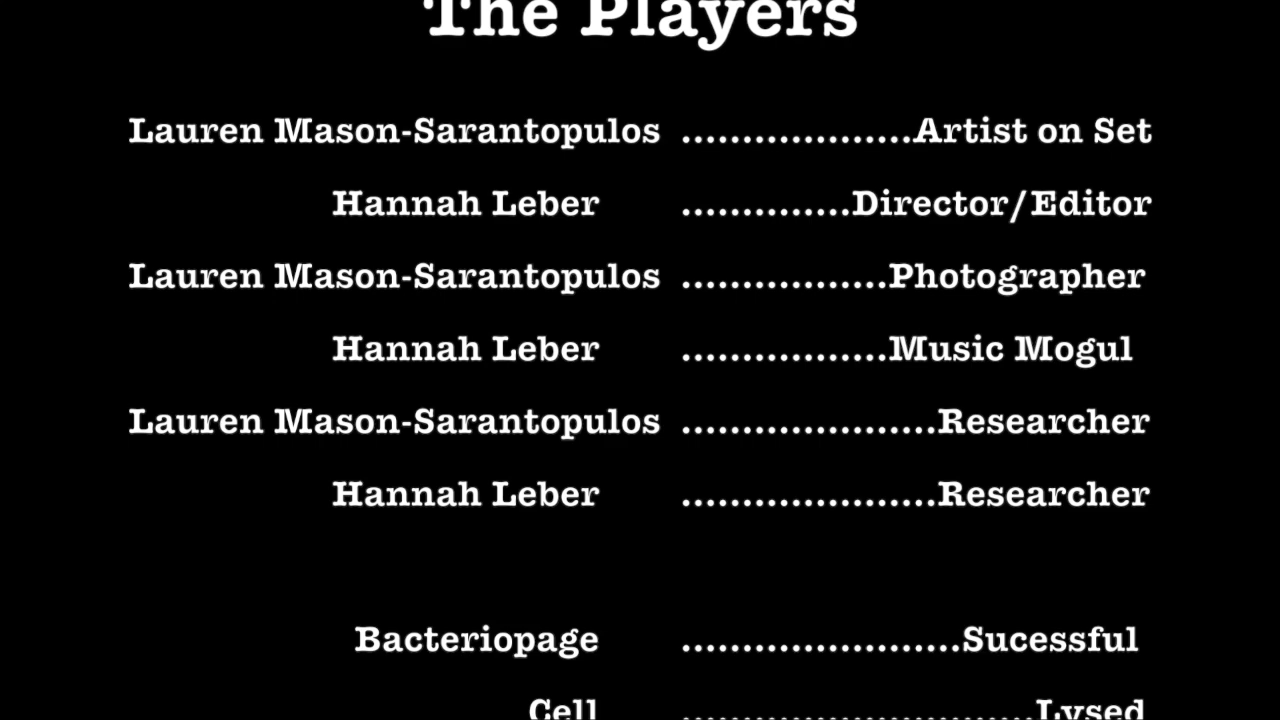 The Players
Lauren Mason-Sarantopulos ...................Artist on Set
Hannah Leber ..............Director/Editor
Lauren Mason-Sarantopulos .................Photographer
Hannah Leber .................Music Mogul
Lauren Mason-Sarantopulos .....................Researcher
Hannah Leber .....................Researcher
Bacteriopage .......................Sucessful
Cell .............................Lysed